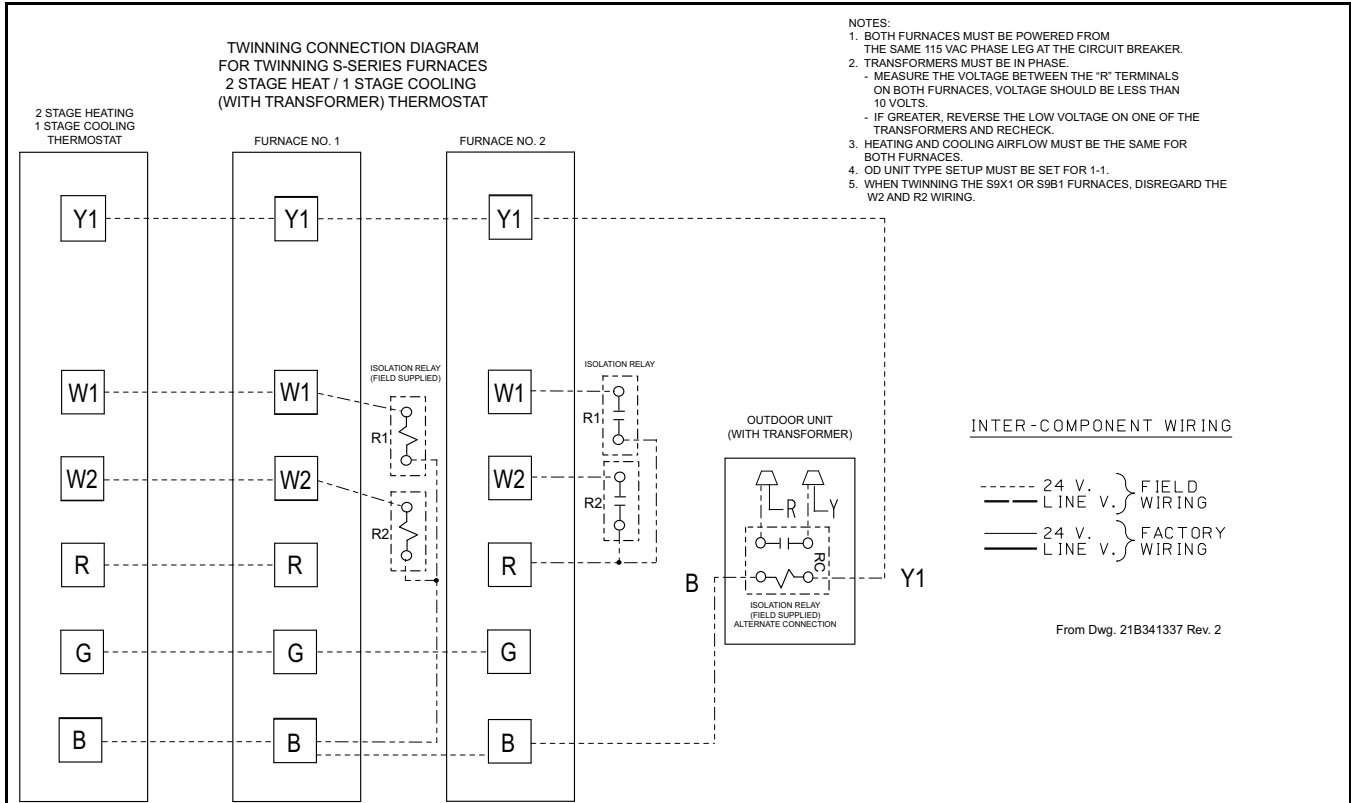 TWINNING CONNECTION DIAGRAM
FOR TWINNING S-SERIES FURNACES
2 STAGE HEAT / 1 STAGE COOLING
(WITH TRANSFORMER) THERMOSTAT
NOTES:
1. BOTH FURNACES MUST BE POWERED FROM
THE SAME 115 VAC PHASE LEG AT THE CIRCUIT BREAKER.
2. TRANSFORMERS MUST BE IN PHASE.
- MEASURE THE VOLTAGE BETWEEN THE “R” TERMINALS
ON BOTH FURNACES, VOLTAGE SHOULD BE LESS THAN
10 VOLTS.
- IF GREATER, REVERSE THE LOW VOLTAGE ON ONE OF THE
TRANSFORMERS AND RECHECK.
3. HEATING AND COOLING AIRFLOW MUST BE THE SAME FOR
BOTH FURNACES.
4. OD UNIT TYPE SETUP MUST BE SET FOR 1-1.
5. WHEN TWINNING THE S9X1 OR S9B1 FURNACES, DISREGARD THE
W2 AND R2 WIRING.
2 STAGE HEATING
1 STAGE COOLING
THERMOSTAT
Y1
W1
W2
R
G
B
FURNACE NO. 1
Y1
W1
W2
R
G
B
ISOLATION RELAY
(FIELD SUPPLIED)
R1
R2
FURNACE NO. 2
Y1
W1
W2
R
G
B
ISOLATION RELAY
R1
R2
OUTDOOR UNIT
(WITH TRANSFORMER)
R
Y
RC
B
Y1
ISOLATION RELAY
(FIELD SUPPLIED)
ALTERNATE CONNECTION
INTER-COMPONENT WIRING
24 V.
LINE V.
FIELD
WIRING
24 V.
LINE V.
FACTORY
WIRING
From Dwg. 21B341337 Rev. 2